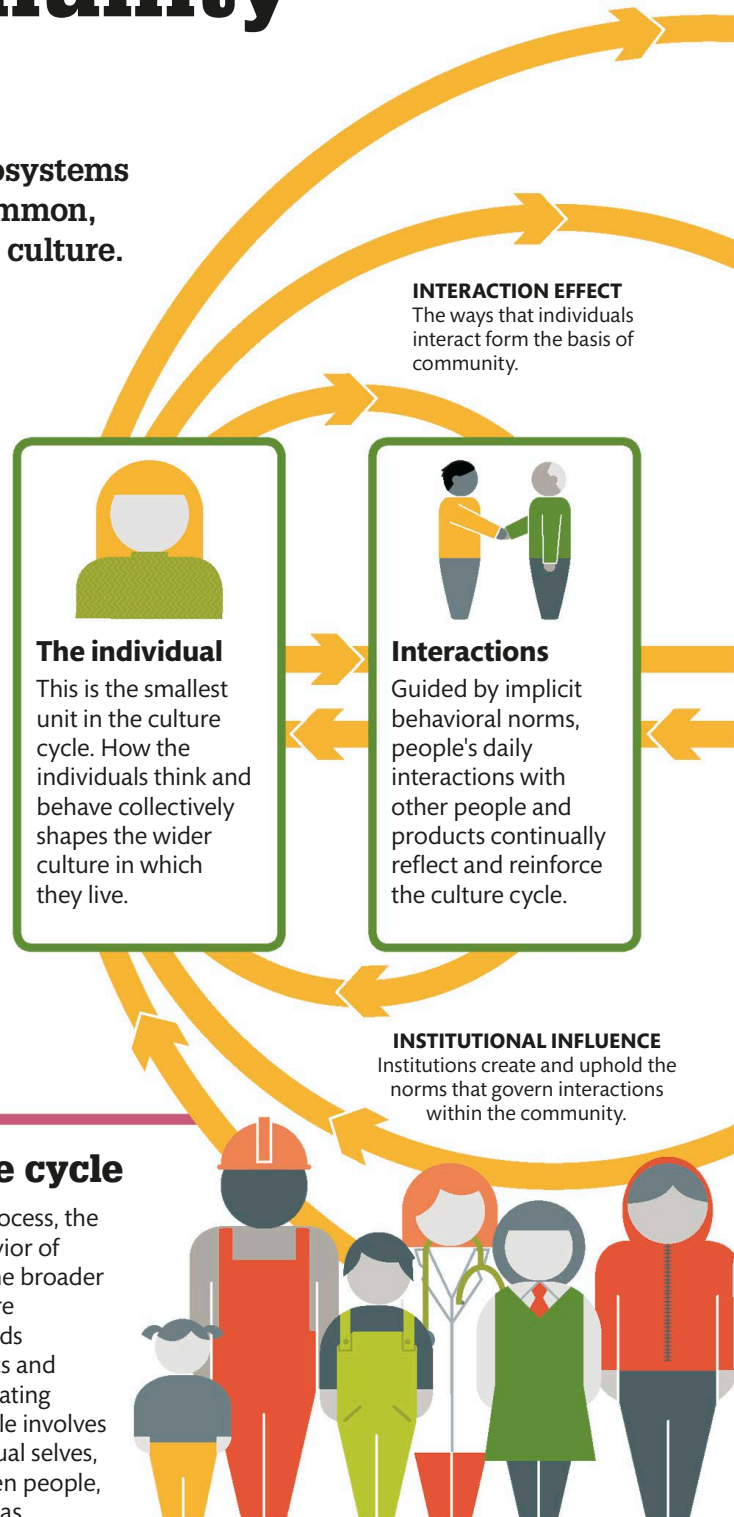 osystems
mmon,
culture.
INTERACTION EFFECT
The ways that individuals
interact form the basis of
community.
The individual
This is the smallest
unit in the culture
cycle. How the
individuals think and
behave collectively
shapes the wider
culture in which
they live.
Interactions
Guided by implicit
behavioral norms,
people's daily
interactions with
other people and
products continually
reflect and reinforce
the culture cycle.
INSTITUTIONAL INFLUENCE
Institutions create and uphold the
norms that govern interactions
within the community.
e cycle
ocess, the
vior of
e broader
re
ds
s and
ating
le involves
ual selves,
en people,
as